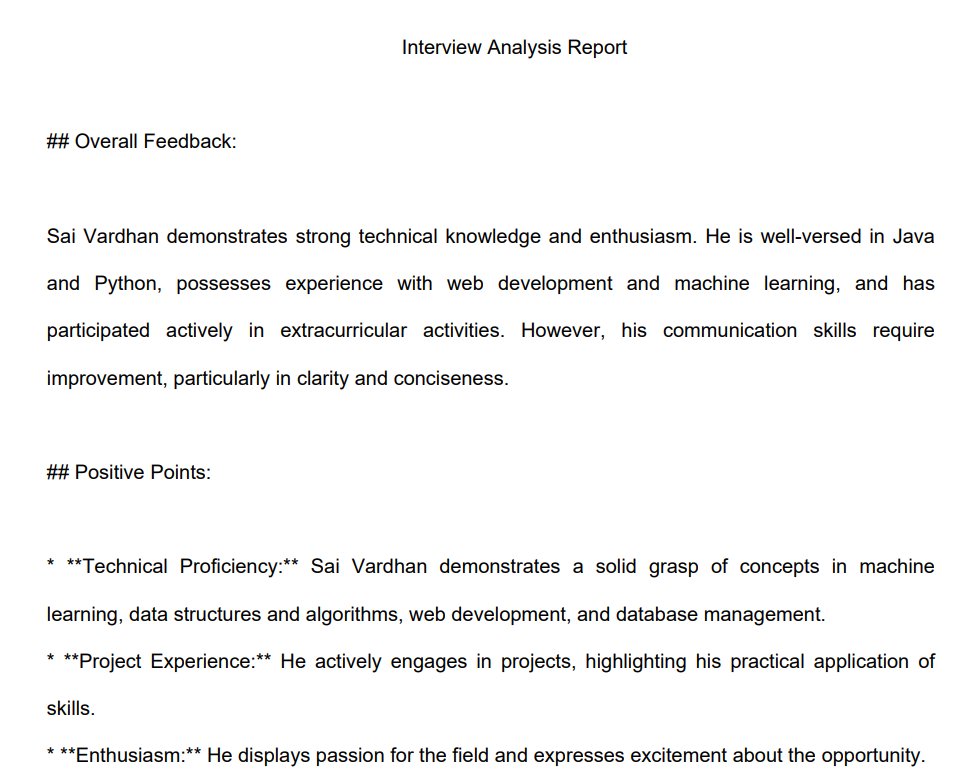 Interview Analysis Report
## Overall Feedback:
Sai Vardhan demonstrates strong technical knowledge and enthusiasm. He is well-versed in Java
and Python, possesses experience with web development and machine learning, and has
participated actively in extracurricular activities. However, his communication skills require
improvement, particularly in clarity and conciseness.
## Positive Points:
* **Technical Proficiency:** Sai Vardhan demonstrates a solid grasp of concepts in machine
learning, data structures and algorithms, web development, and database management.
* **Project Experience:** He actively engages in projects, highlighting his practical application of
skills.
* **Enthusiasm:** He displays passion for the field and expresses excitement about the opportunity.